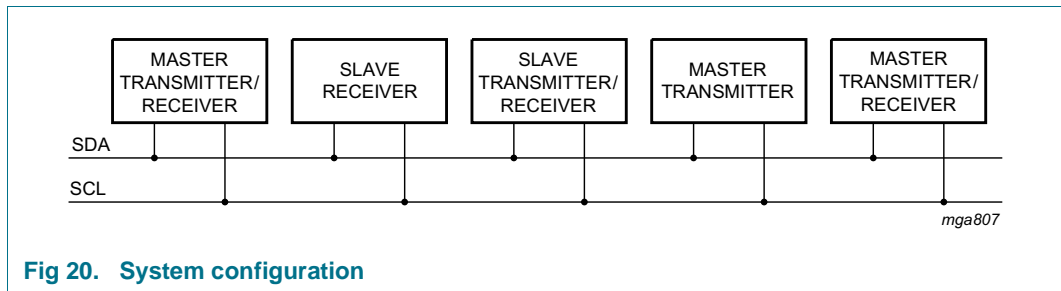 MASTER
TRANSMITTER/
RECEIVER
SLAVE
RECEIVER
SLAVE
TRANSMITTER/
RECEIVER
MASTER
TRANSMITTER
MASTER
TRANSMITTER/
RECEIVER
SDA
SCL
mga807
Fig 20. System configuration